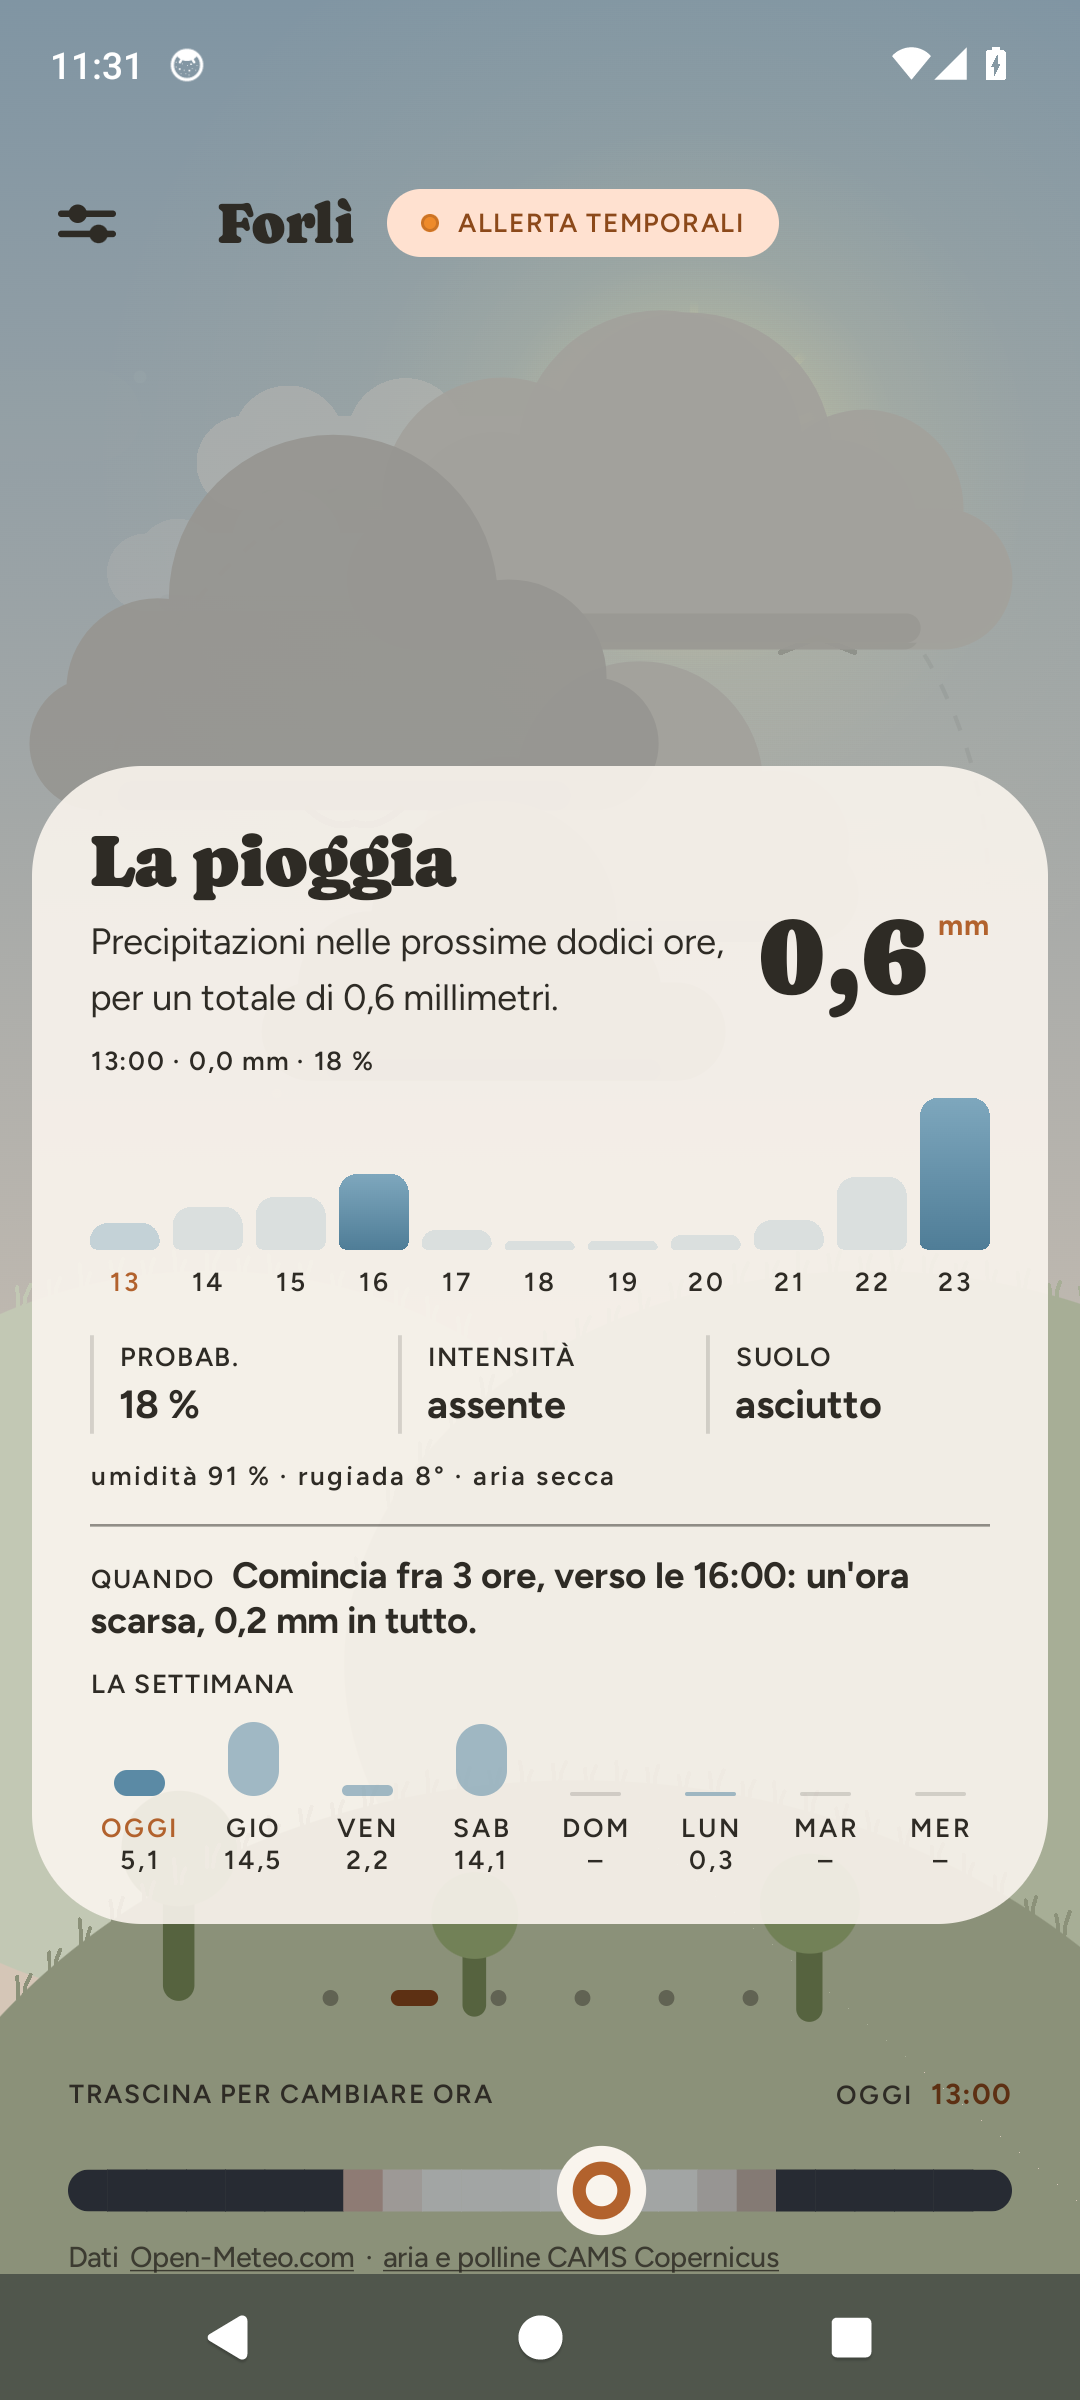 11:31
Forlì
ALLERTA TEMPORALI
La pioggia
Precipitazioni nelle prossime dodici ore,
per un totale di 0,6 millimetri.
0,6 mm
13:00 · 0,0 mm · 18 %
13 14 15 16 17 18 19 20 21 22 23
PROBAB. INTENSITÀ SUOLO
18 % assente asciutto
umidità 91 % · rugiada 8° · aria secca
QUANDO Comincia fra 3 ore, verso le 16:00: un'ora
scarsa, 0,2 mm in tutto.
LA SETTIMANA
OGGI GIO VEN SAB DOM LUN MAR MER
5,1 14,5 2,2 14,1 – 0,3 – –
TRASCINA PER CAMBIARE ORA OGGI 13:00
Dati Open-Meteo.com · aria e polline CAMS Copernicus